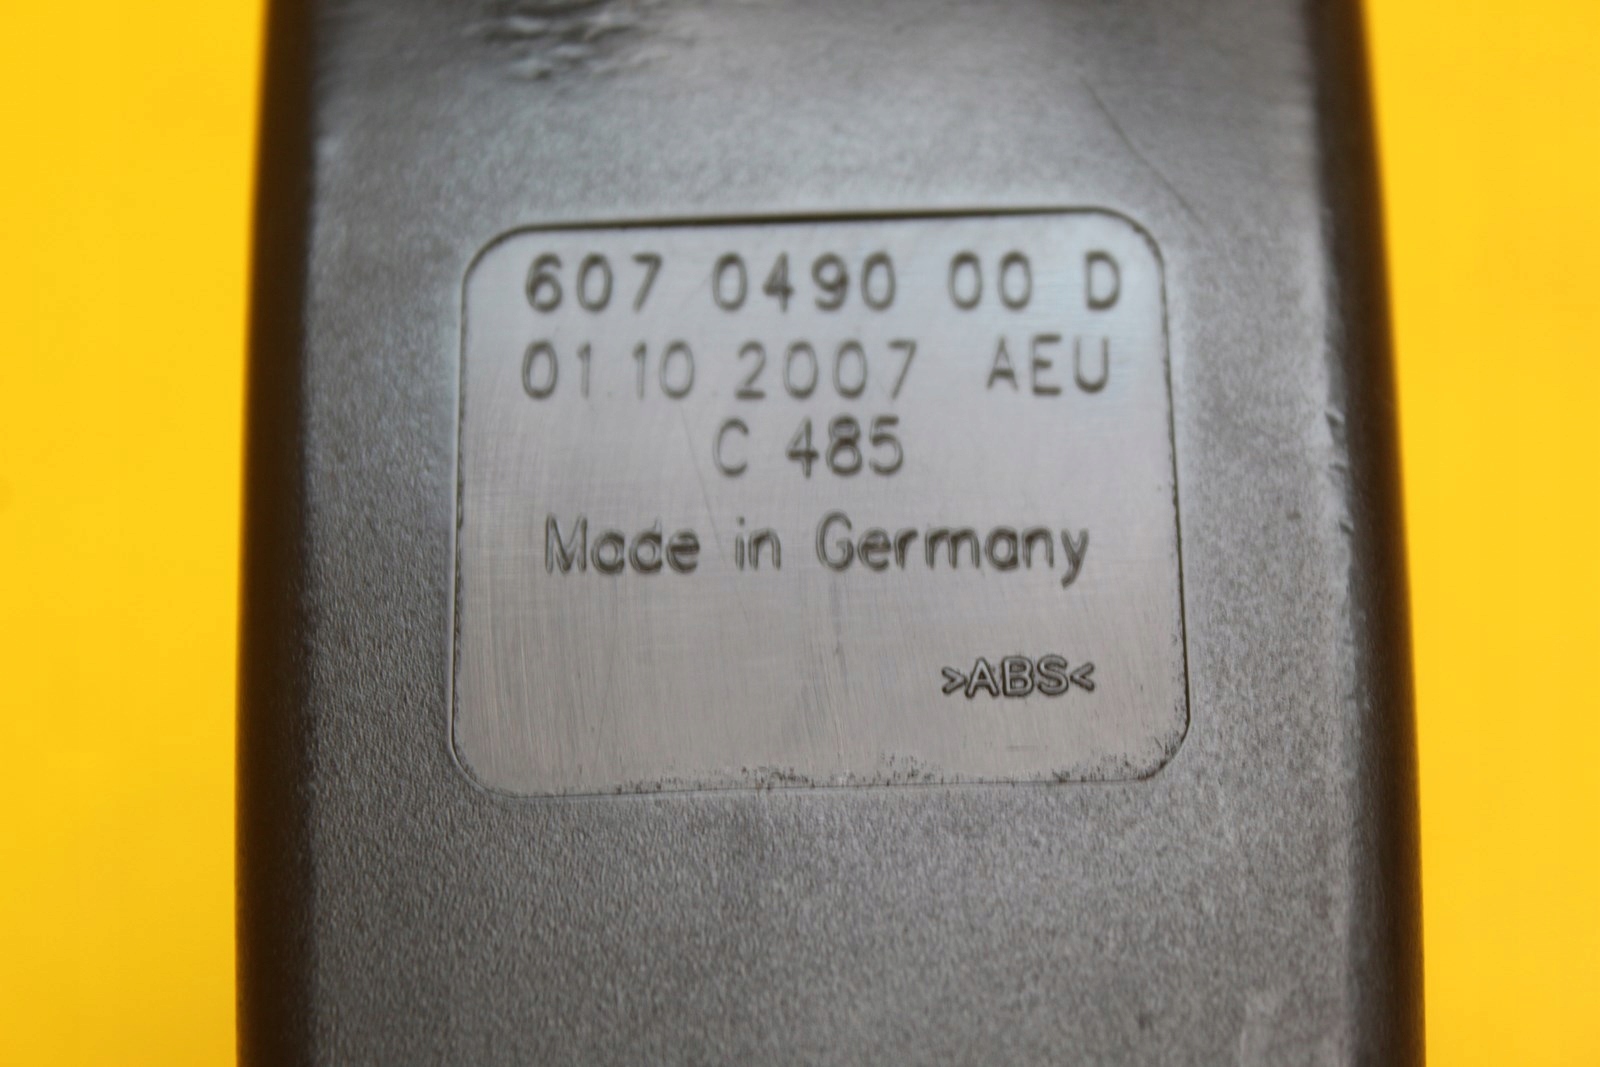 607 0490 00 D
01.10.2007 AEU
C 485
Made in Germany
>ABS<